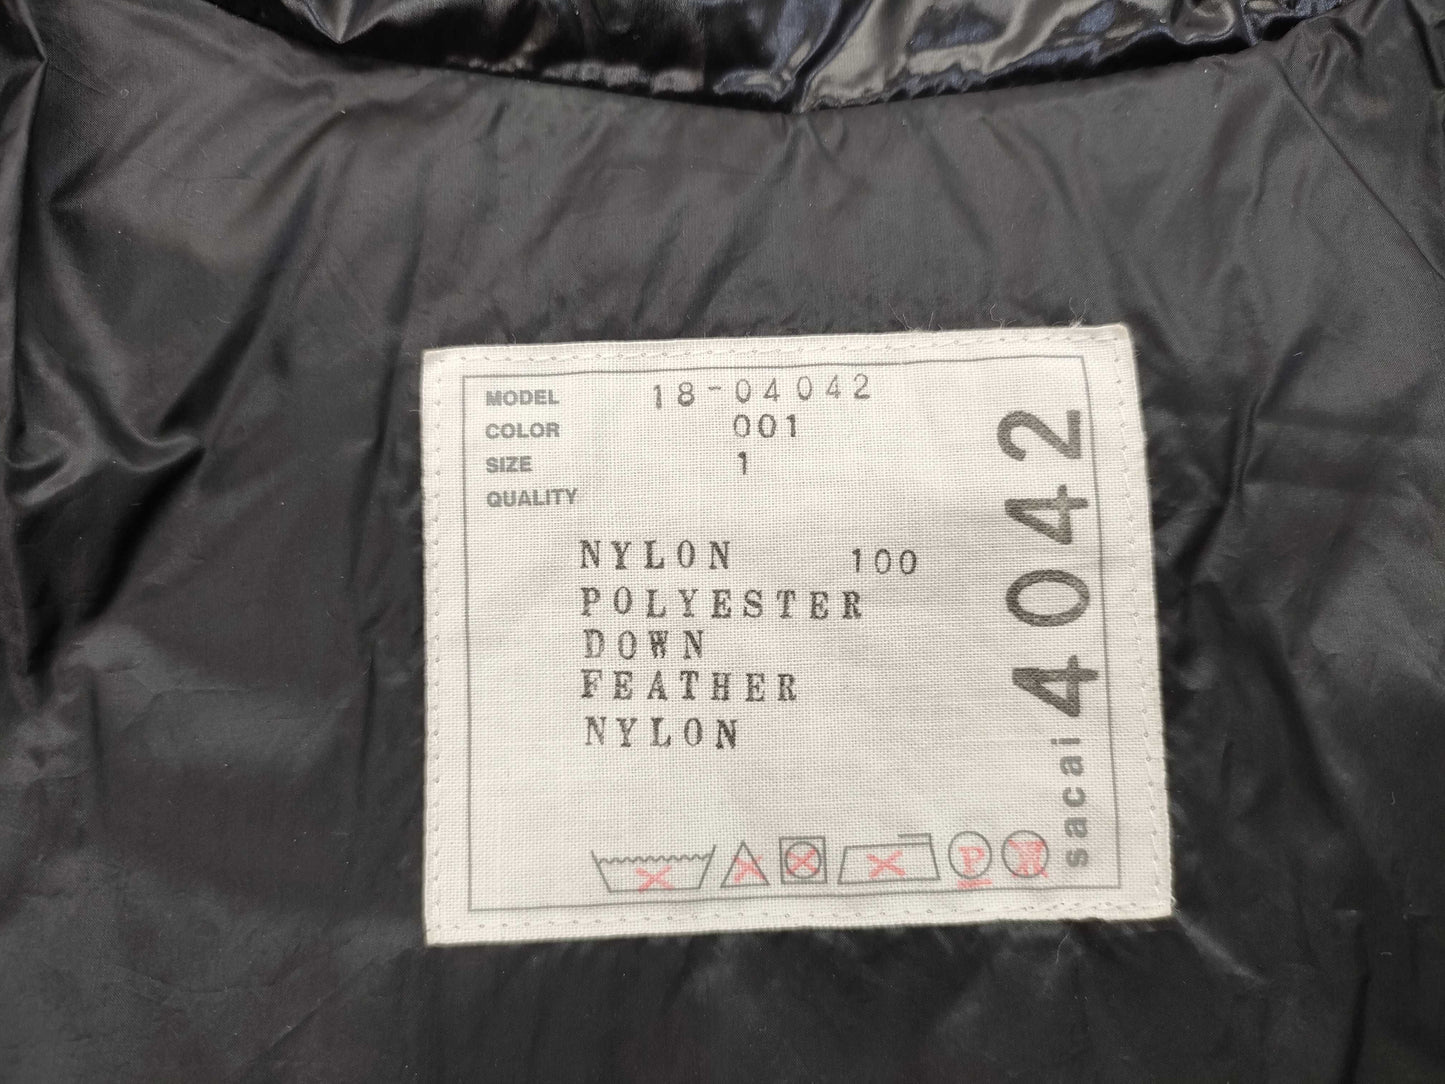 MODEL 18-04042
COLOR 001
SIZE 1
QUALITY
NYLON 100
POLYESTER
DOWN
FEATHER
NYLON
P
W
sacai 4042